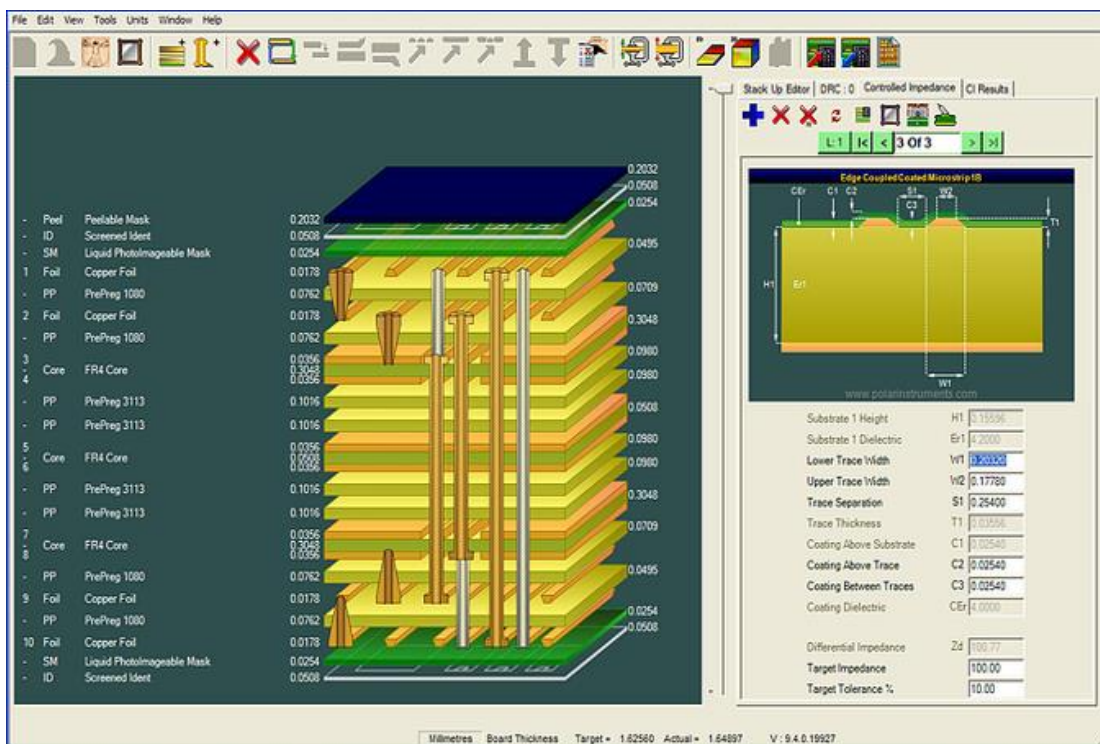 File Edit View Tools Units Window Help
Stack Up Editor DRC : 0 Controlled Impedance CI Results
L: 1 |< < 3 Of 3 > >|
Edge Coupled Coated Microstrip 1B
CEr C1 C2 S1 C3 W2 T1
H1 Er1
W1
www.polarinstruments.com
- Peel Peelable Mask 0.2032 0.2032
- ID Screened Ident 0.0508 0.0508
- SM Liquid PhotoImageable Mask 0.0254 0.0254
1 Foil Copper Foil 0.0178 0.0495
- PP PrePreg 1080 0.0762 0.0709
2 Foil Copper Foil 0.0178 0.3048
- PP PrePreg 1080 0.0762
3 0.0356 0.0980
- Core FR4 Core 0.3048
4 0.0356 0.0980
- PP PrePreg 3113 0.1016 0.0508
- PP PrePreg 3113 0.1016
5 0.0356 0.0980
- Core FR4 Core 0.0508
6 0.0356 0.0980
- PP PrePreg 3113 0.1016 0.3048
- PP PrePreg 3113 0.1016 0.0709
7 0.0356
- Core FR4 Core 0.3048
8 0.0356
- PP PrePreg 1080 0.0762 0.0495
9 Foil Copper Foil 0.0178
- PP PrePreg 1080 0.0762 0.0254
10 Foil Copper Foil 0.0178 0.0508
- SM Liquid PhotoImageable Mask 0.0254
- ID Screened Ident 0.0508
Substrate 1 Height H1 0.15596
Substrate 1 Dielectric Er1 4.2000
Lower Trace Width W1 0.20320
Upper Trace Width W2 0.17780
Trace Separation S1 0.25400
Trace Thickness T1 0.03556
Coating Above Substrate C1 0.02540
Coating Above Trace C2 0.02540
Coating Between Traces C3 0.02540
Coating Dielectric CEr 4.0000
Differential Impedance Zd 100.77
Target Impedance 100.00
Target Tolerance % 10.00
Millimetres Board Thickness Target = 1.62560 Actual = 1.64897 V : 9.4.0.19927